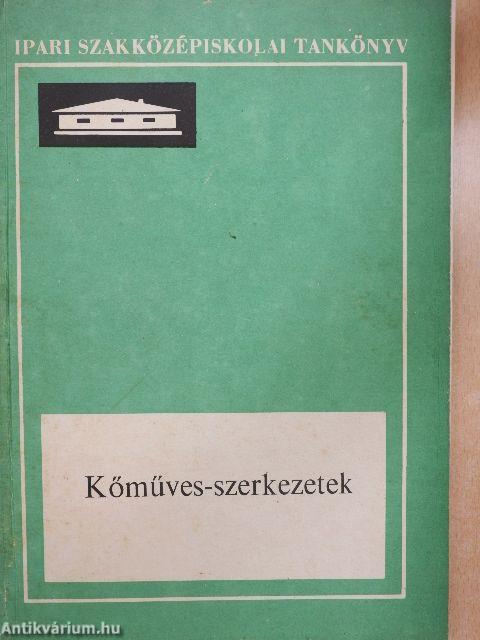 IPARI SZAKKÖZÉPISKOLAI TANKÖNYV
Kőműves-szerkezetek
Antikvárium.hu